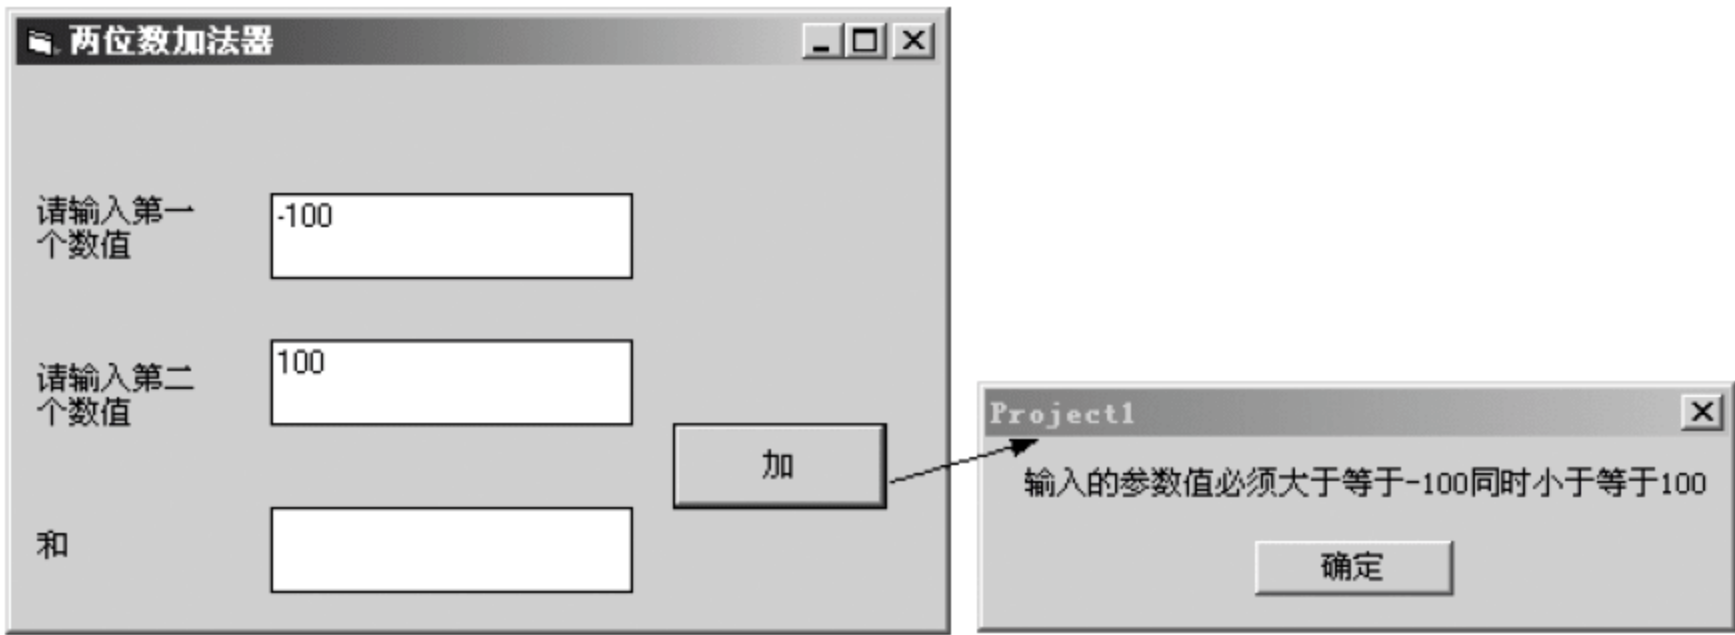 两位数加法器
请输入第一
个数值
-100
请输入第二
个数值
100
加
和
Project1
输入的参数值必须大于等于-100同时小于等于100
确定